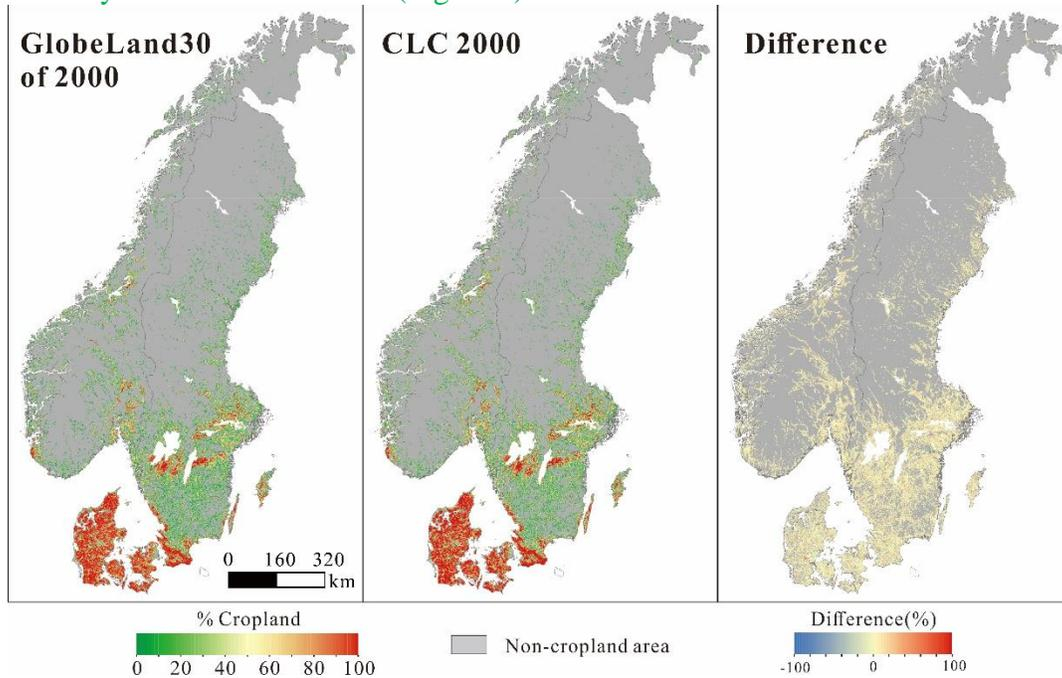 GlobeLand30
of 2000
CLC 2000
Difference
0 160 320
km
% Cropland
0 20 40 60 80 100
Non-cropland area
Difference(%)
-100 0 100